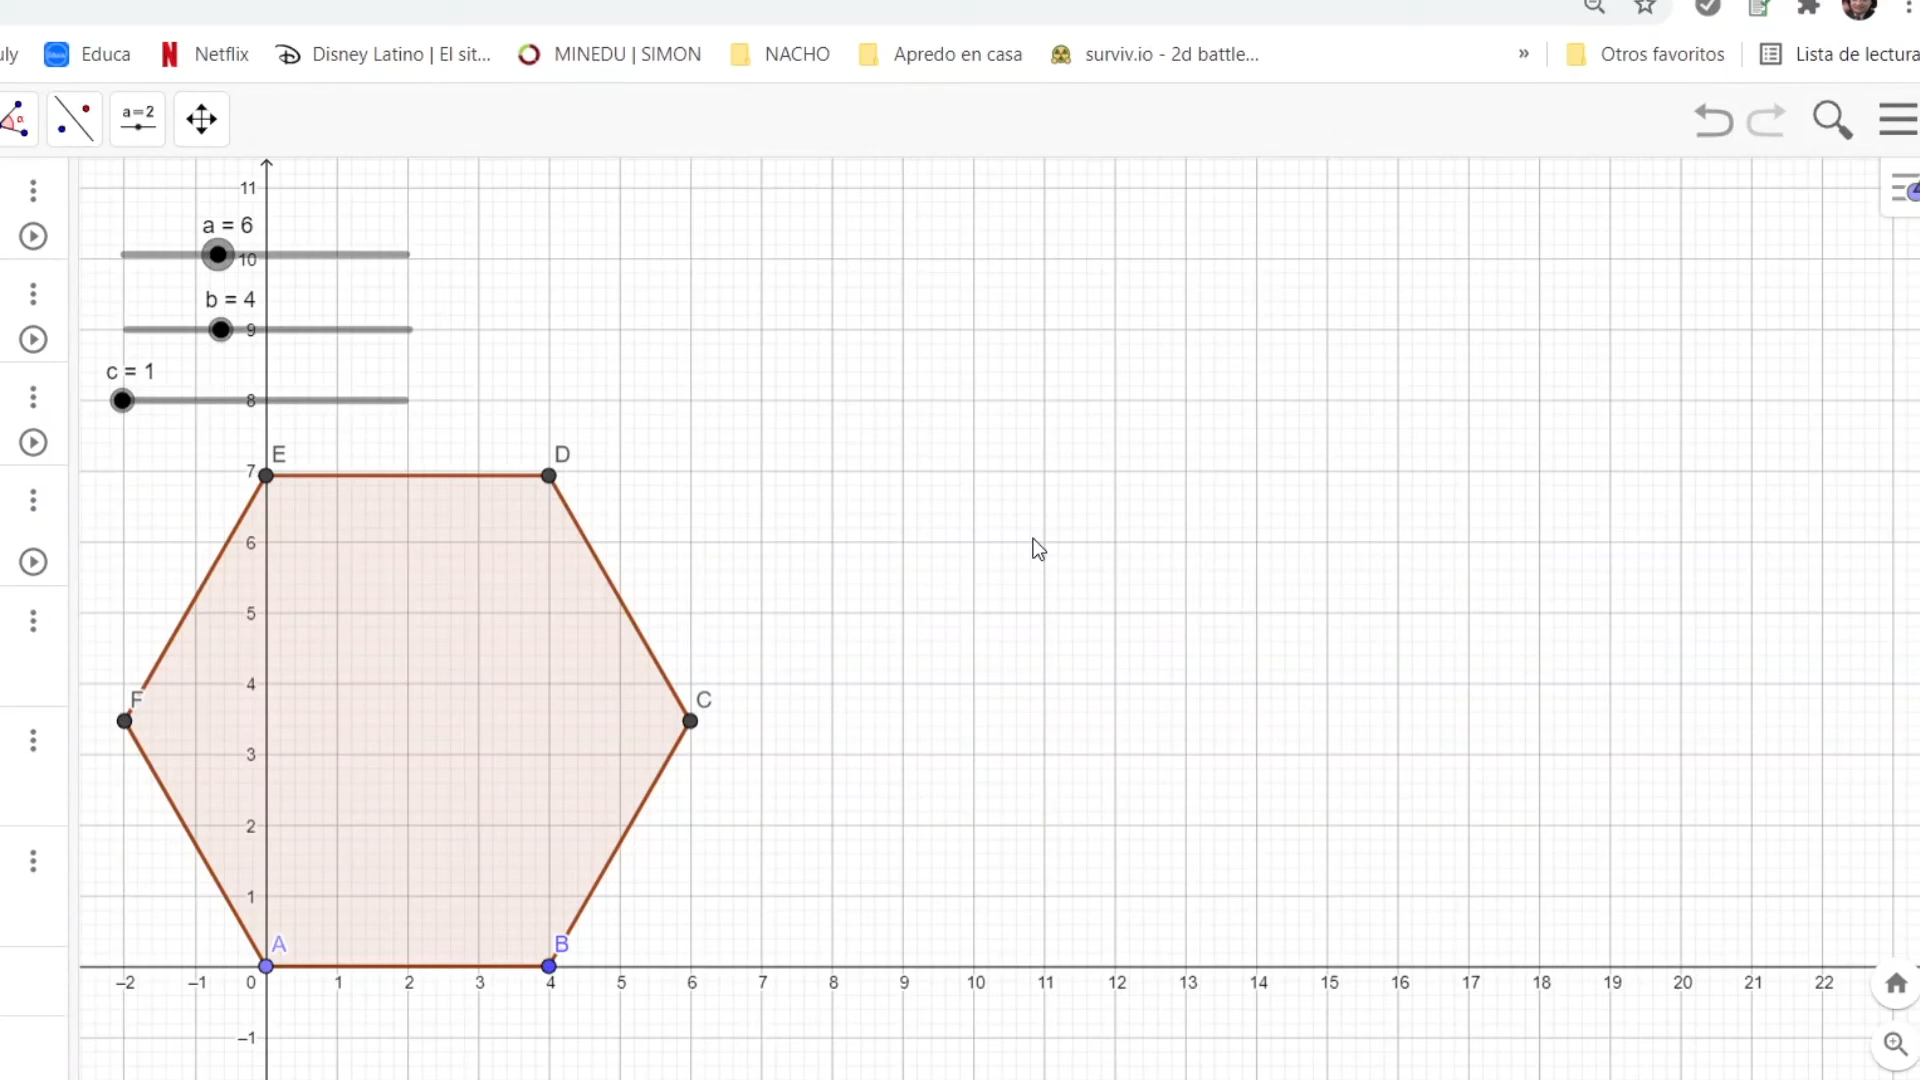 uly Educa Netflix Disney Latino | El sit... MINEDU | SIMON NACHO Apredo en casa surviv.io - 2d battle... » Otros favoritos Lista de lectura
α a=2
11
a = 6
10
b = 4
9
c = 1
8
E D
7
6
5
4
F C
3
2
1
A B
–2 –1 0 1 2 3 4 5 6 7 8 9 10 11 12 13 14 15 16 17 18 19 20 21 22
–1